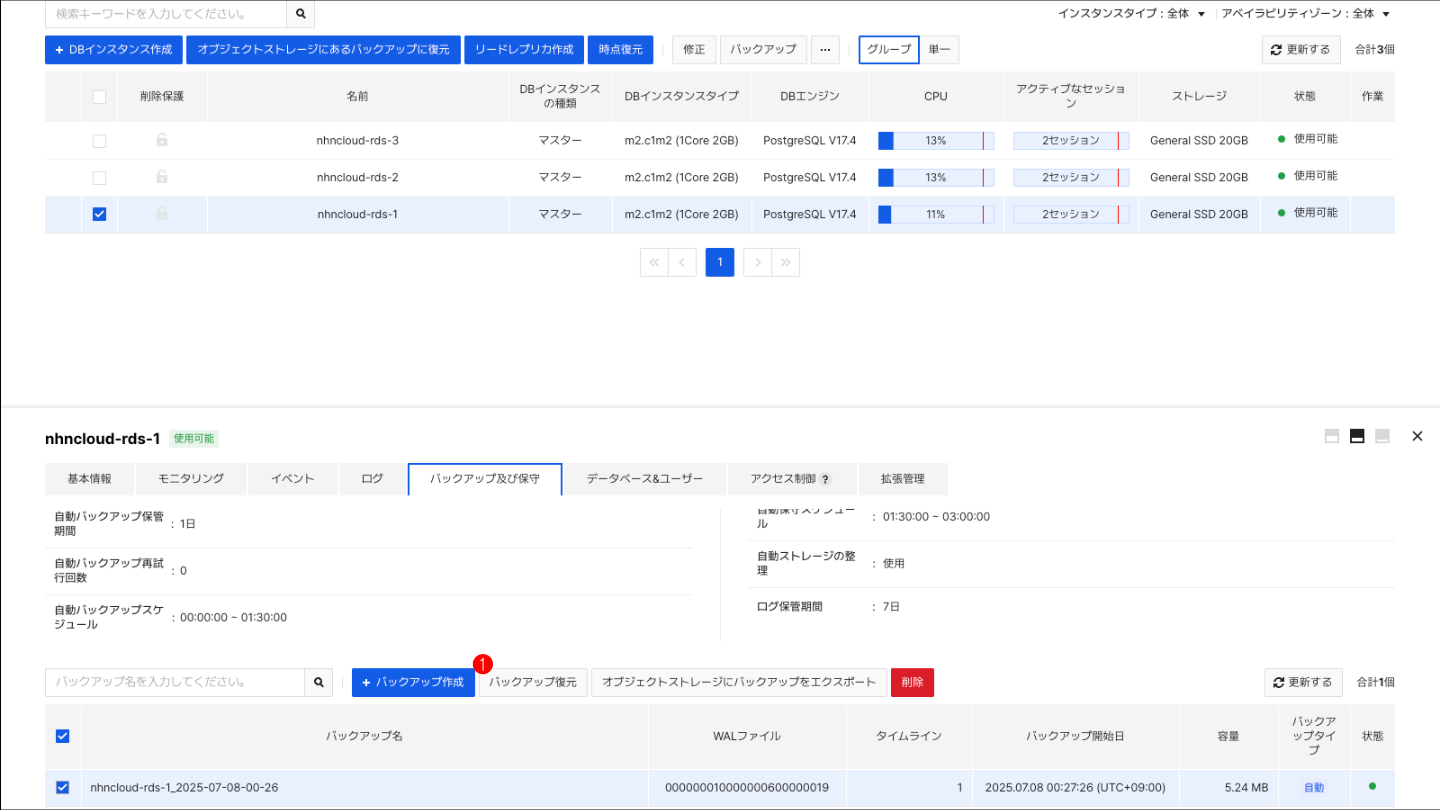 検索キーワードを入力してください。
インスタンスタイプ : 全体 ▼ アベイラビリティゾーン : 全体 ▼
+ DBインスタンス作成 オブジェクトストレージにあるバックアップに復元 リードレプリカ作成 時点復元 修正 バックアップ ... グループ 単一 更新する 合計3個
削除保護 名前 DBインスタンスの種類 DBインスタンスタイプ DBエンジン CPU アクティブなセッション ストレージ 状態 作業
nhncloud-rds-3 マスター m2.c1m2 (1Core 2GB) PostgreSQL V17.4 13% 2セッション General SSD 20GB 使用可能
nhncloud-rds-2 マスター m2.c1m2 (1Core 2GB) PostgreSQL V17.4 13% 2セッション General SSD 20GB 使用可能
nhncloud-rds-1 マスター m2.c1m2 (1Core 2GB) PostgreSQL V17.4 11% 2セッション General SSD 20GB 使用可能
« ‹ 1 › »
nhncloud-rds-1 使用可能
基本情報 モニタリング イベント ログ バックアップ及び保守 データベース&ユーザー アクセス制御 ? 拡張管理
自動バックアップ保管期間 : 1日
自動バックアップ再試行回数 : 0
自動バックアップスケジュール : 00:00:00 ~ 01:30:00
自動保守スケジュール : 01:30:00 ~ 03:00:00
自動ストレージの整理 : 使用
ログ保管期間 : 7日
1
バックアップ名を入力してください。 + バックアップ作成 バックアップ復元 オブジェクトストレージにバックアップをエクスポート 削除 更新する 合計1個
バックアップ名 WALファイル タイムライン バックアップ開始日 容量 バックアップタイプ 状態
nhncloud-rds-1_2025-07-08-00-26 000000010000000600000019 1 2025.07.08 00:27:26 (UTC+09:00) 5.24 MB 自動